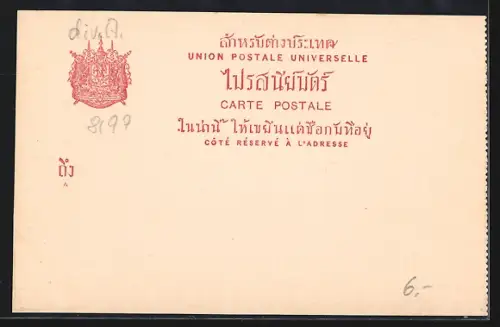 div. A.
สำหรับต่างประเทศ
UNION POSTALE UNIVERSELLE
ไปรสนียบัตร์
CARTE POSTALE
8199
ในน่านี้ ให้เขียนแต่ชื่อกับที่อยู่
CÔTÉ RÉSERVÉ À L'ADRESSE
ถึง
A
6,-